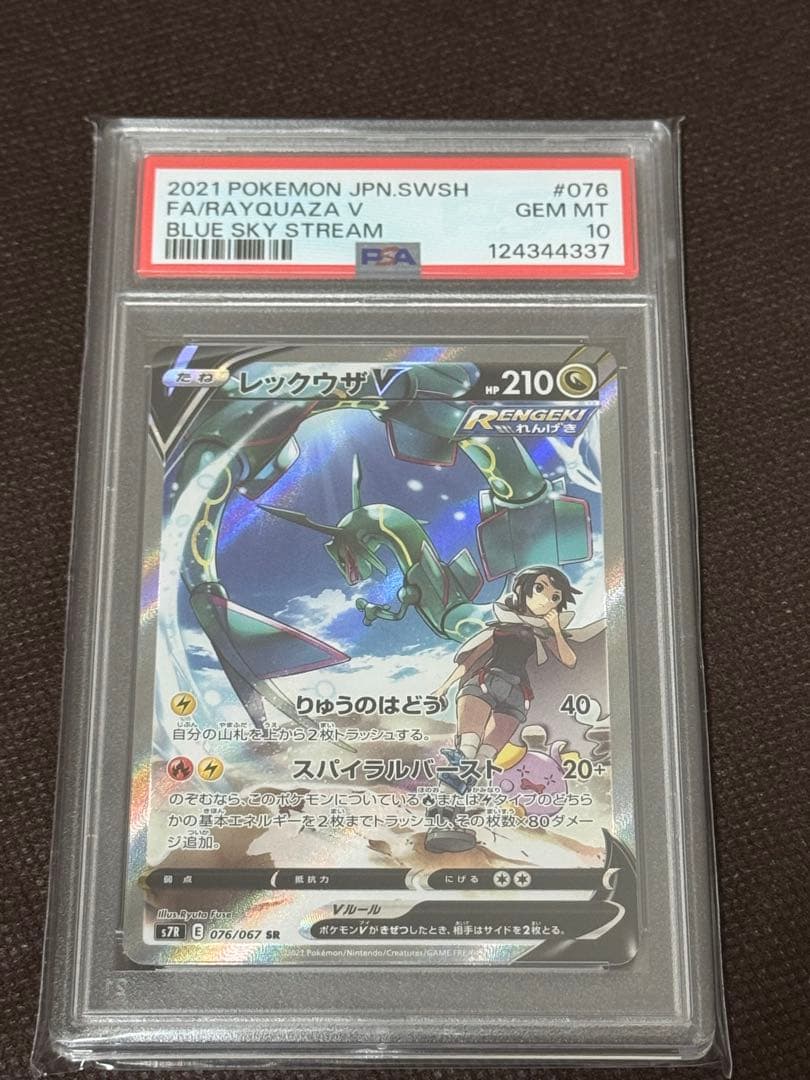 2021 POKEMON JPN.SWSH #076
FA/RAYQUAZA V GEM MT
BLUE SKY STREAM 10
PSA 124344337
たね レックウザV HP 210
RENGEKI
れんげき
りゅうのはどう 40
自分の山札を上から2枚トラッシュする。
スパイラルバースト 20+
のぞむなら、このポケモンについている またはタイプのどちら
かの基本エネルギーを2枚までトラッシュし、その枚数×80ダメー
ジ追加。
弱点 抵抗力 にげる
Vルール
Illus.Ryuta Fuse
ポケモンVがきぜつしたとき、相手はサイドを2枚とる。
s7R E 076/067 SR
©2021 Pokémon/Nintendo/Creatures/GAME FREAK